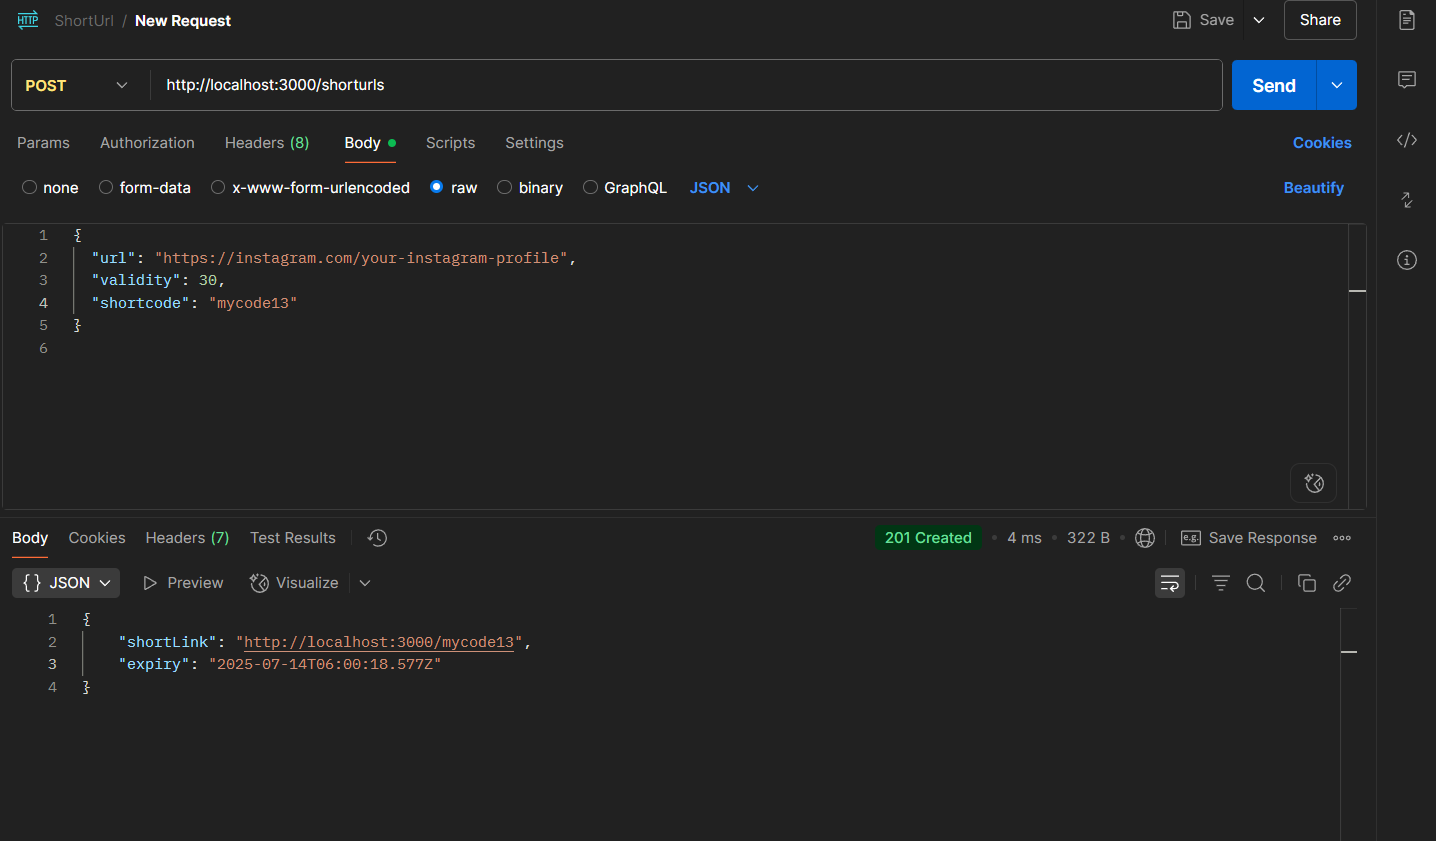 HTTP ShortUrl / New Request Save Share
POST http://localhost:3000/shorturls Send
Params Authorization Headers (8) Body Scripts Settings Cookies
none form-data x-www-form-urlencoded raw binary GraphQL JSON Beautify
1 {
2 "url": "https://instagram.com/your-instagram-profile",
3 "validity": 30,
4 "shortcode": "mycode13"
5 }
6
Body Cookies Headers (7) Test Results 201 Created • 4 ms • 322 B • e.g. Save Response
{} JSON Preview Visualize
1 {
2 "shortLink": "http://localhost:3000/mycode13",
3 "expiry": "2025-07-14T06:00:18.577Z"
4 }